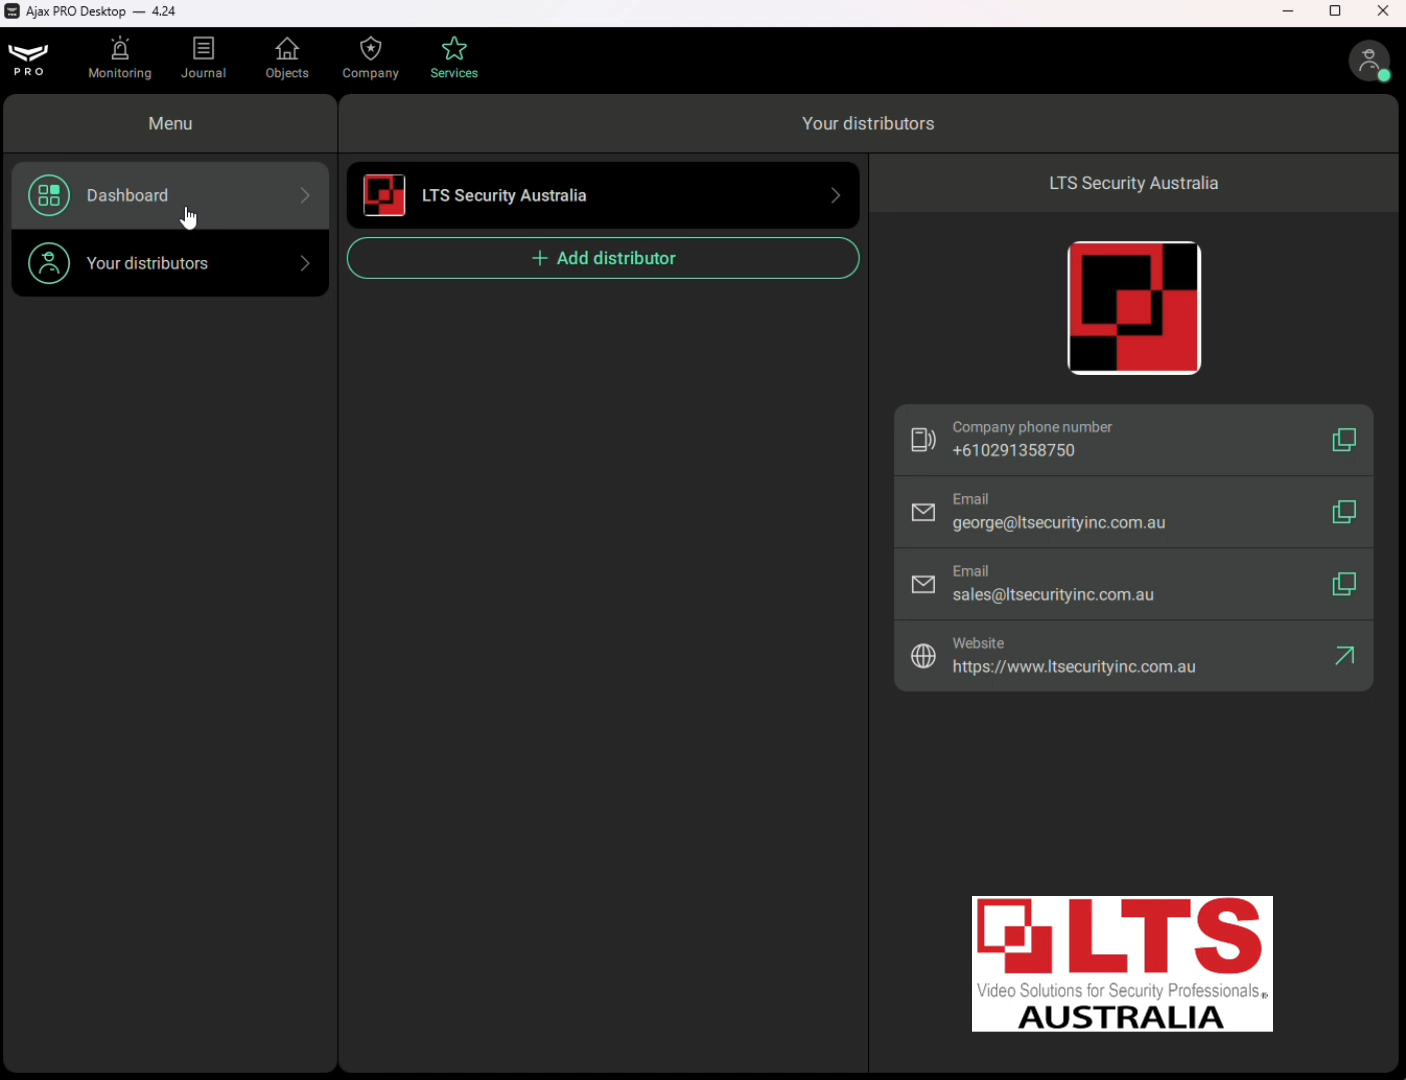 Ajax PRO Desktop — 4.24
PRO
Monitoring
Journal
Objects
Company
Services
Menu
Your distributors
Dashboard
Your distributors
LTS Security Australia
+ Add distributor
LTS Security Australia
Company phone number
+610291358750
Email
george@ltsecurityinc.com.au
Email
sales@ltsecurityinc.com.au
Website
https://www.ltsecurityinc.com.au
LTS
Video Solutions for Security Professionals®
AUSTRALIA